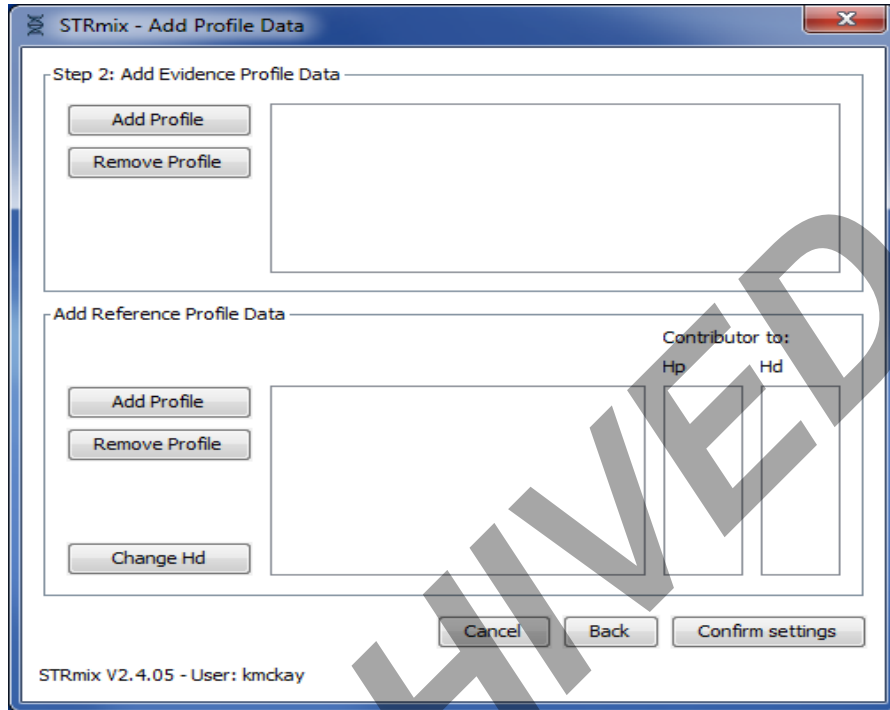 STRmix - Add Profile Data
Step 2: Add Evidence Profile Data
Add Profile
Remove Profile
Add Reference Profile Data
Contributor to:
Hp Hd
Add Profile
Remove Profile
Change Hd
Cancel Back Confirm settings
STRmix V2.4.05 - User: kmckay
HIVED